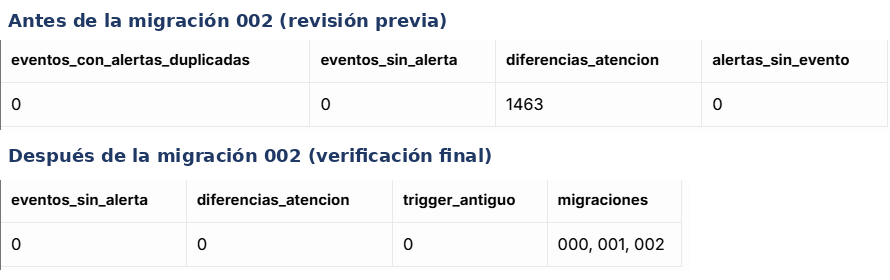 Antes de la migración 002 (revisión previa)
eventos_con_alertas_duplicadas eventos_sin_alerta diferencias_atencion alertas_sin_evento
0 0 1463 0
Después de la migración 002 (verificación final)
eventos_sin_alerta diferencias_atencion trigger_antiguo migraciones
0 0 0 000, 001, 002